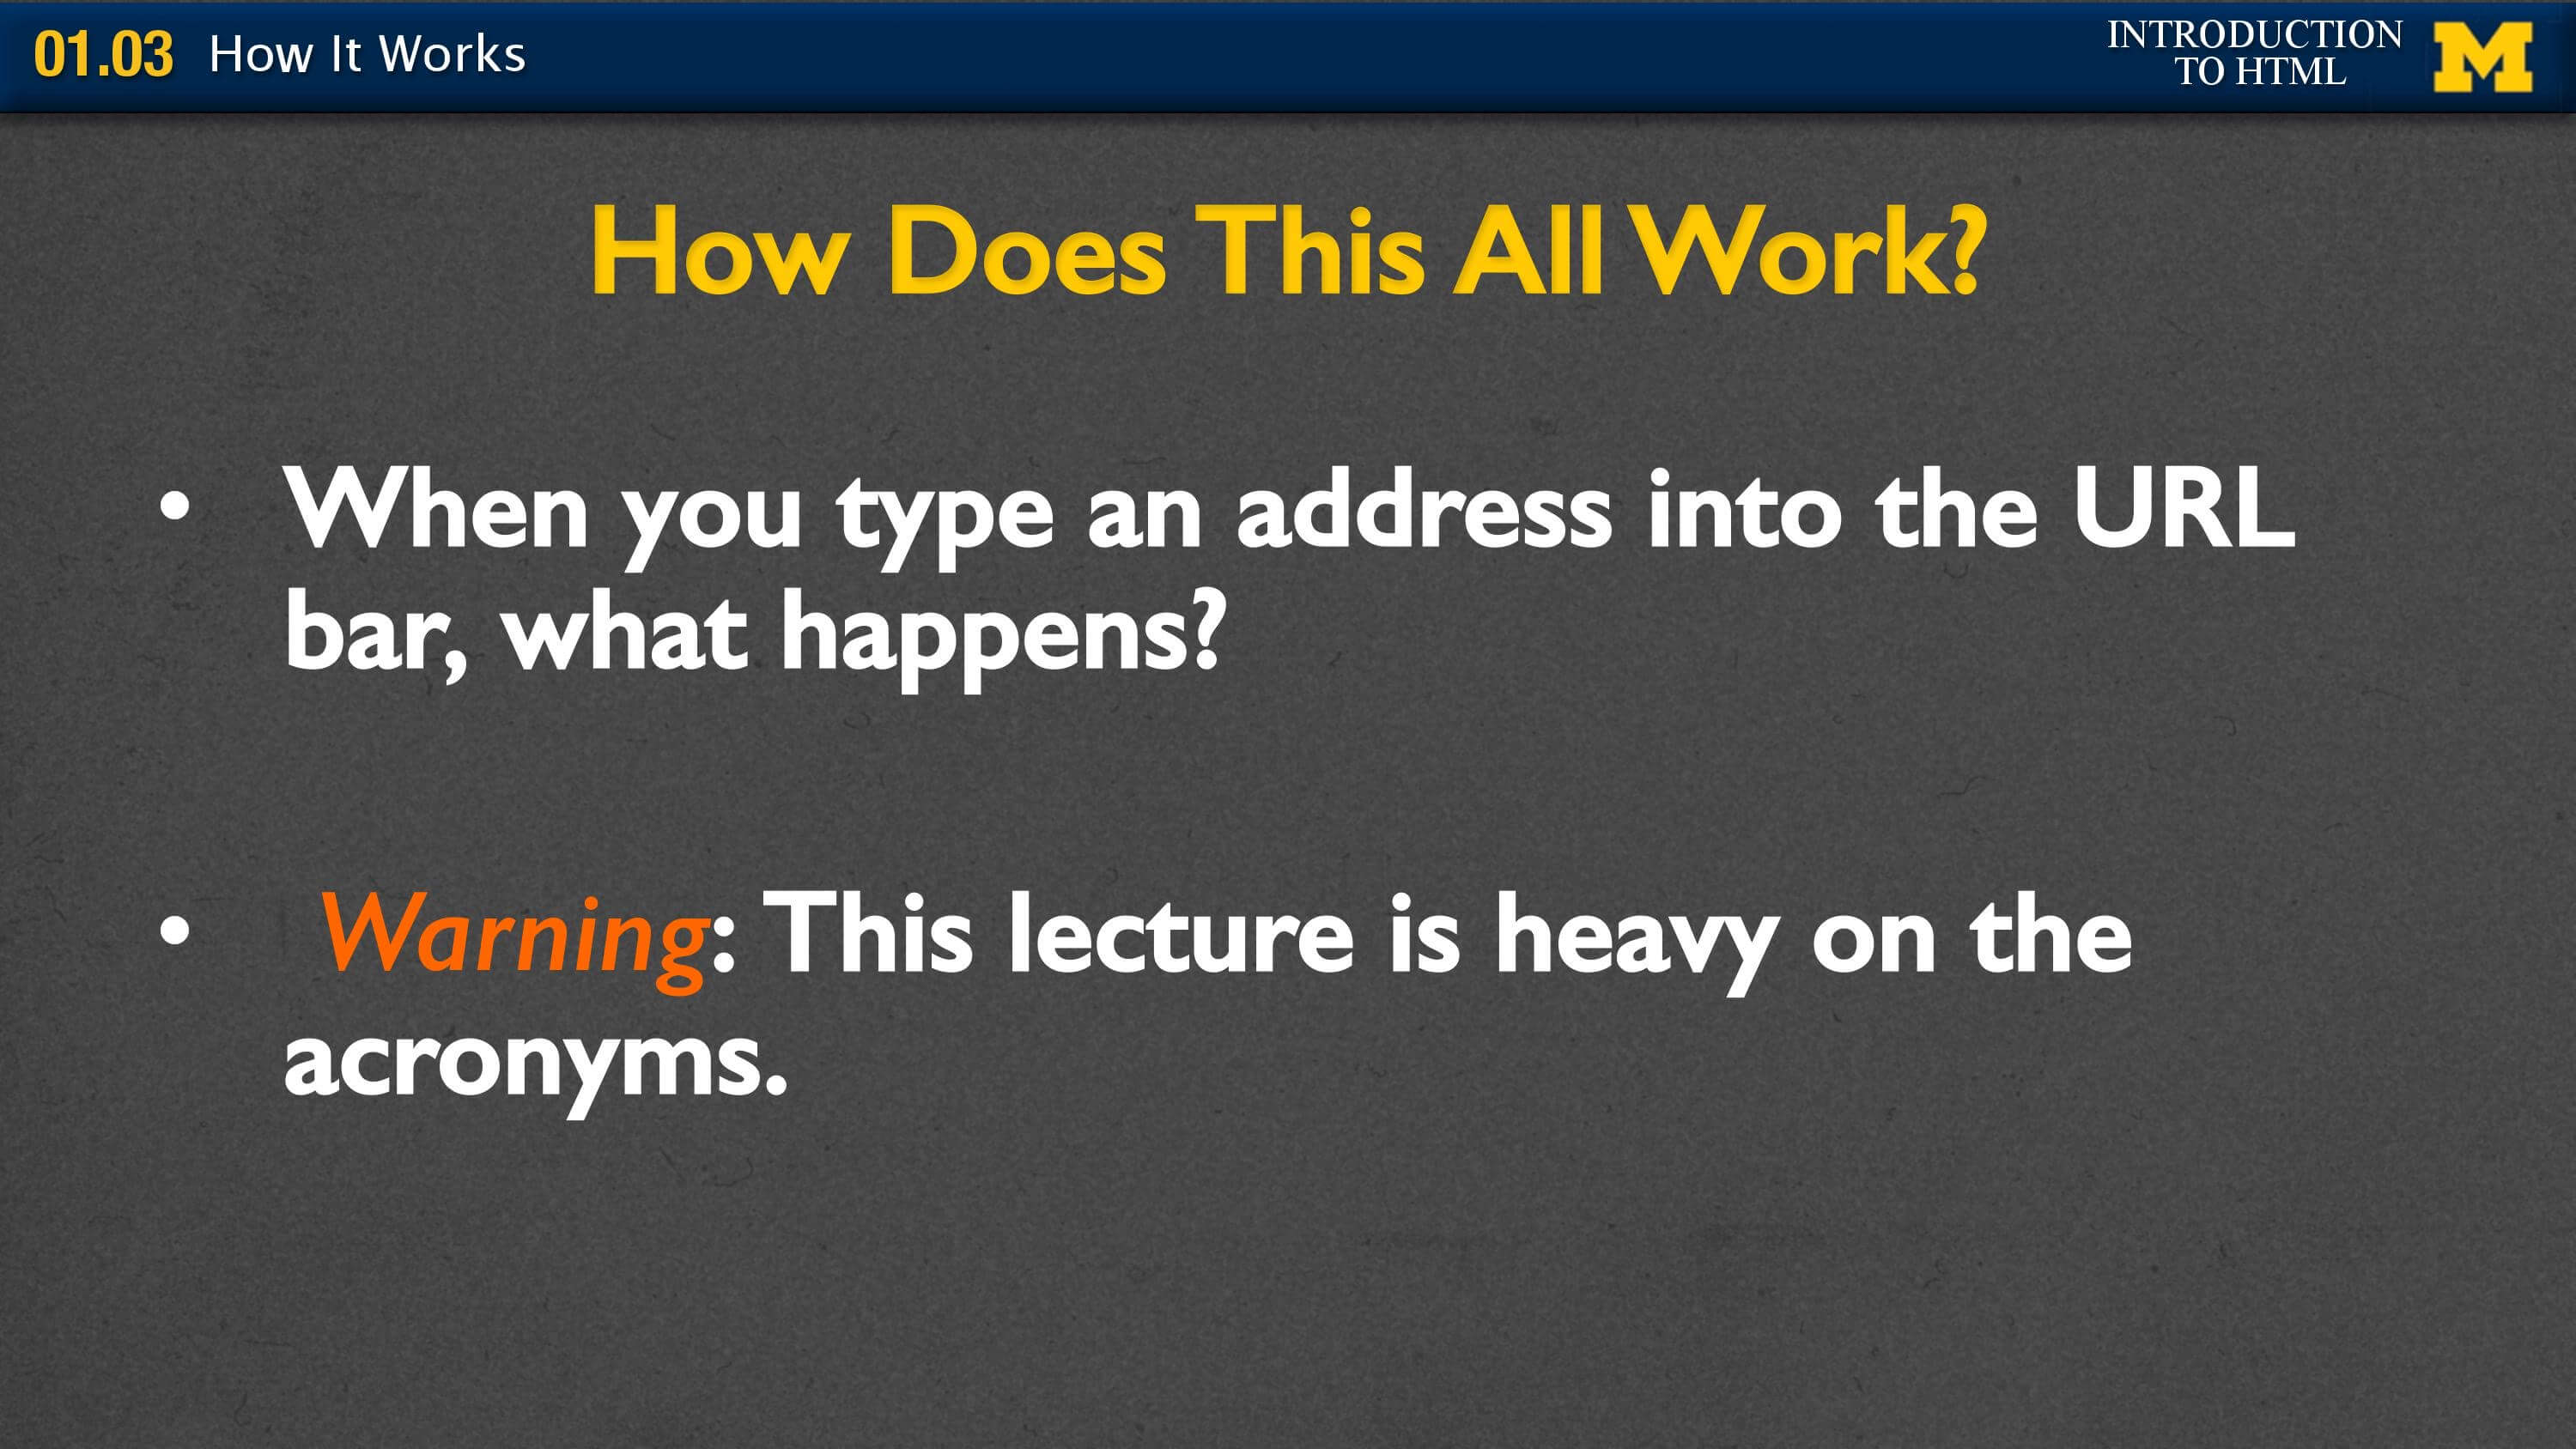 01.03 How It Works
INTRODUCTION
TO HTML
M
How Does This All Work?
• When you type an address into the URL
bar, what happens?
• Warning: This lecture is heavy on the
acronyms.